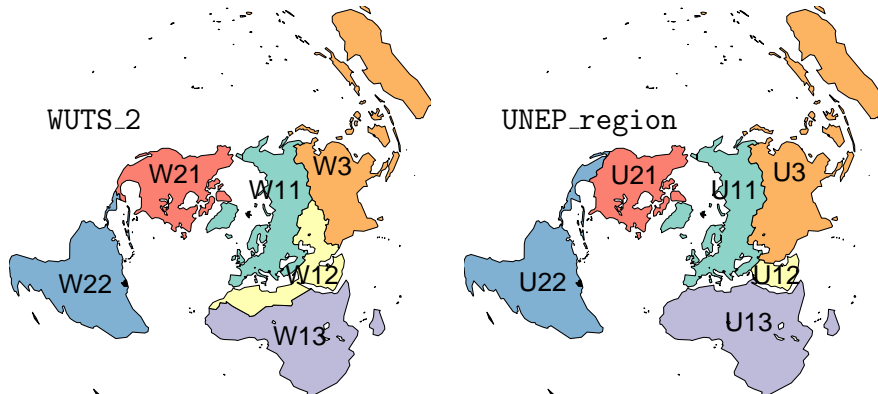 WUTS_2
W21
W11
W3
W22
W12
W13
UNEP_region
U21
U11
U3
U22
U12
U13